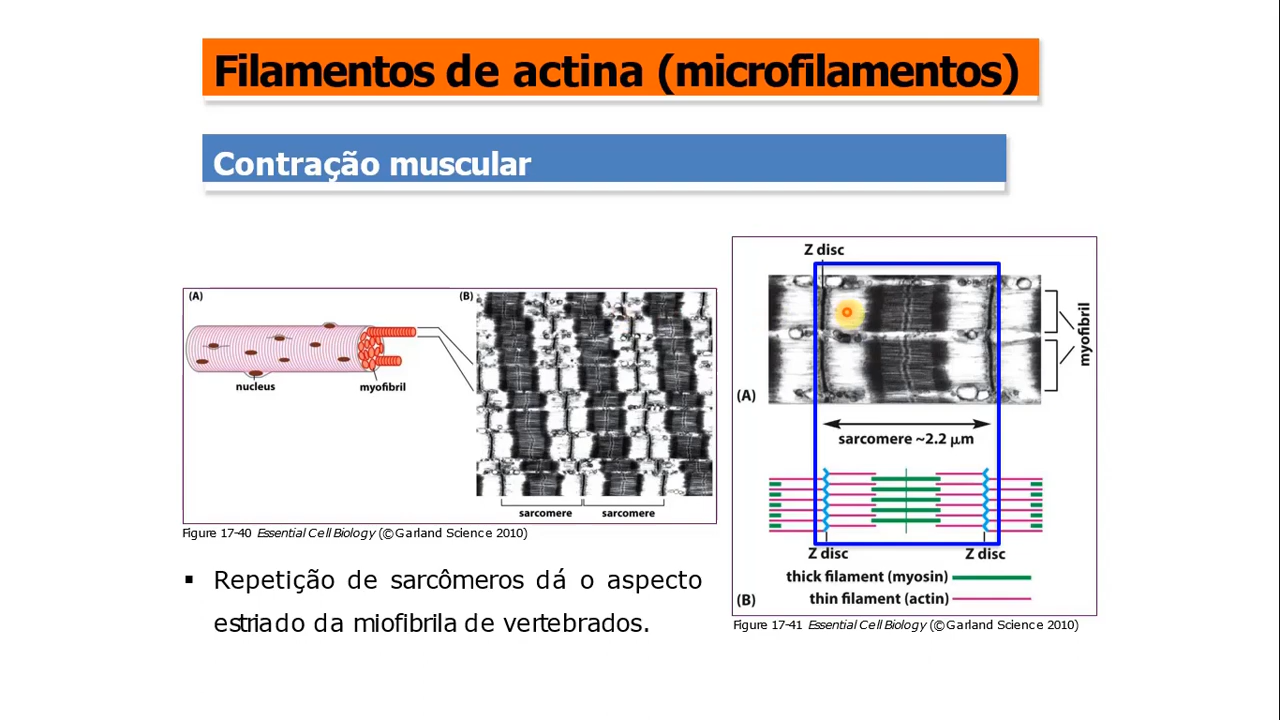 Filamentos de actina (microfilamentos)
Contração muscular
(A)
(B)
nucleus
myofibril
sarcomere
sarcomere
Figure 17-40 Essential Cell Biology (© Garland Science 2010)
▪ Repetição de sarcômeros dá o aspecto
estriado da miofibrila de vertebrados.
Z disc
myofibril
(A)
sarcomere ~2.2 μm
Z disc
Z disc
thick filament (myosin)
(B)
thin filament (actin)
Figure 17-41 Essential Cell Biology (© Garland Science 2010)